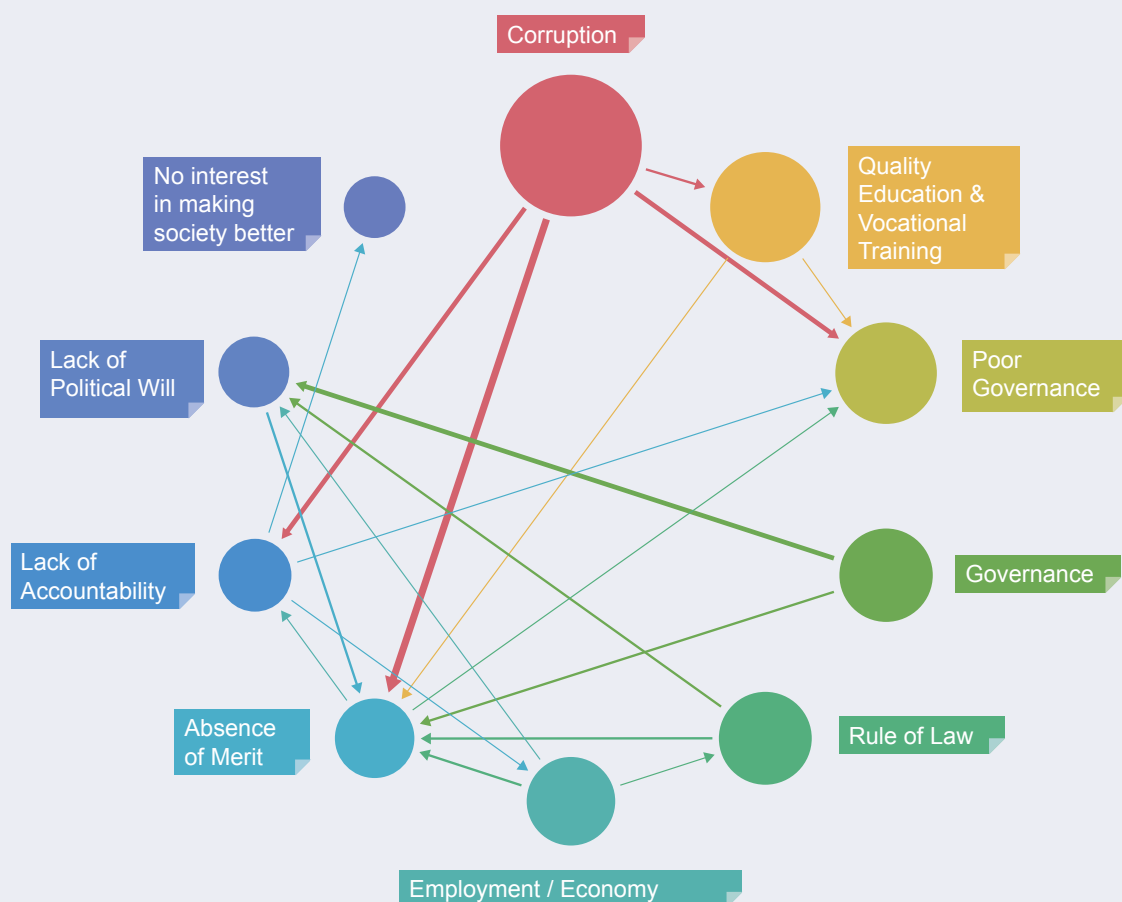 Corruption
No interest
in making
society better
Quality
Education &
Vocational
Training
Lack of
Political Will
Poor
Governance
Lack of
Accountability
Governance
Absence
of Merit
Rule of Law
Employment / Economy